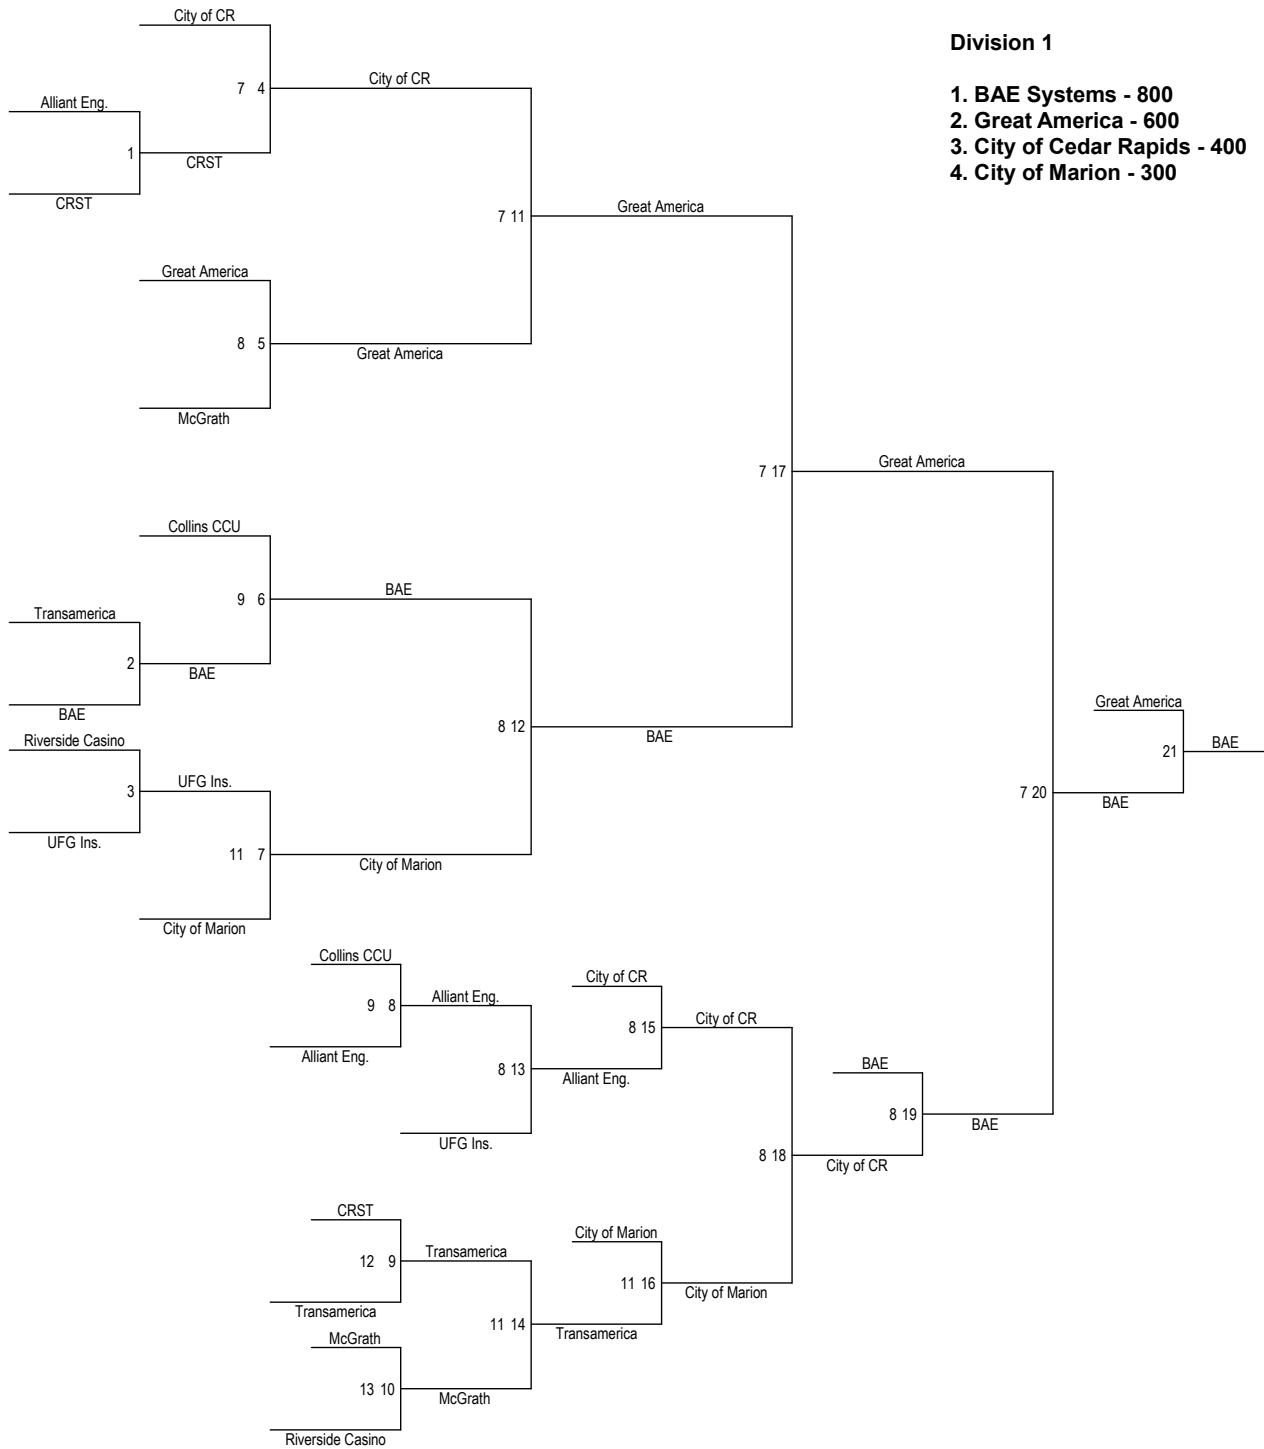 City of CR
Division 1
7 4
City of CR
1. BAE Systems - 800
Alliant Eng.
2. Great America - 600
1
CRST
3. City of Cedar Rapids - 400
4. City of Marion - 300
CRST
7 11
Great America
Great America
8 5
Great America
McGrath
7 17
Great America
Collins CCU
9 6
BAE
Transamerica
2
BAE
BAE
8 12
BAE
Great America
Riverside Casino
21
BAE
3
UFG Ins.
7 20
BAE
UFG Ins.
11 7
City of Marion
City of Marion
Collins CCU
9 8
Alliant Eng.
City of CR
8 15
City of CR
Alliant Eng.
8 13
Alliant Eng.
BAE
8 19
BAE
UFG Ins.
8 18
City of CR
CRST
12 9
Transamerica
City of Marion
11 16
City of Marion
Transamerica
11 14
Transamerica
McGrath
13 10
McGrath
Riverside Casino